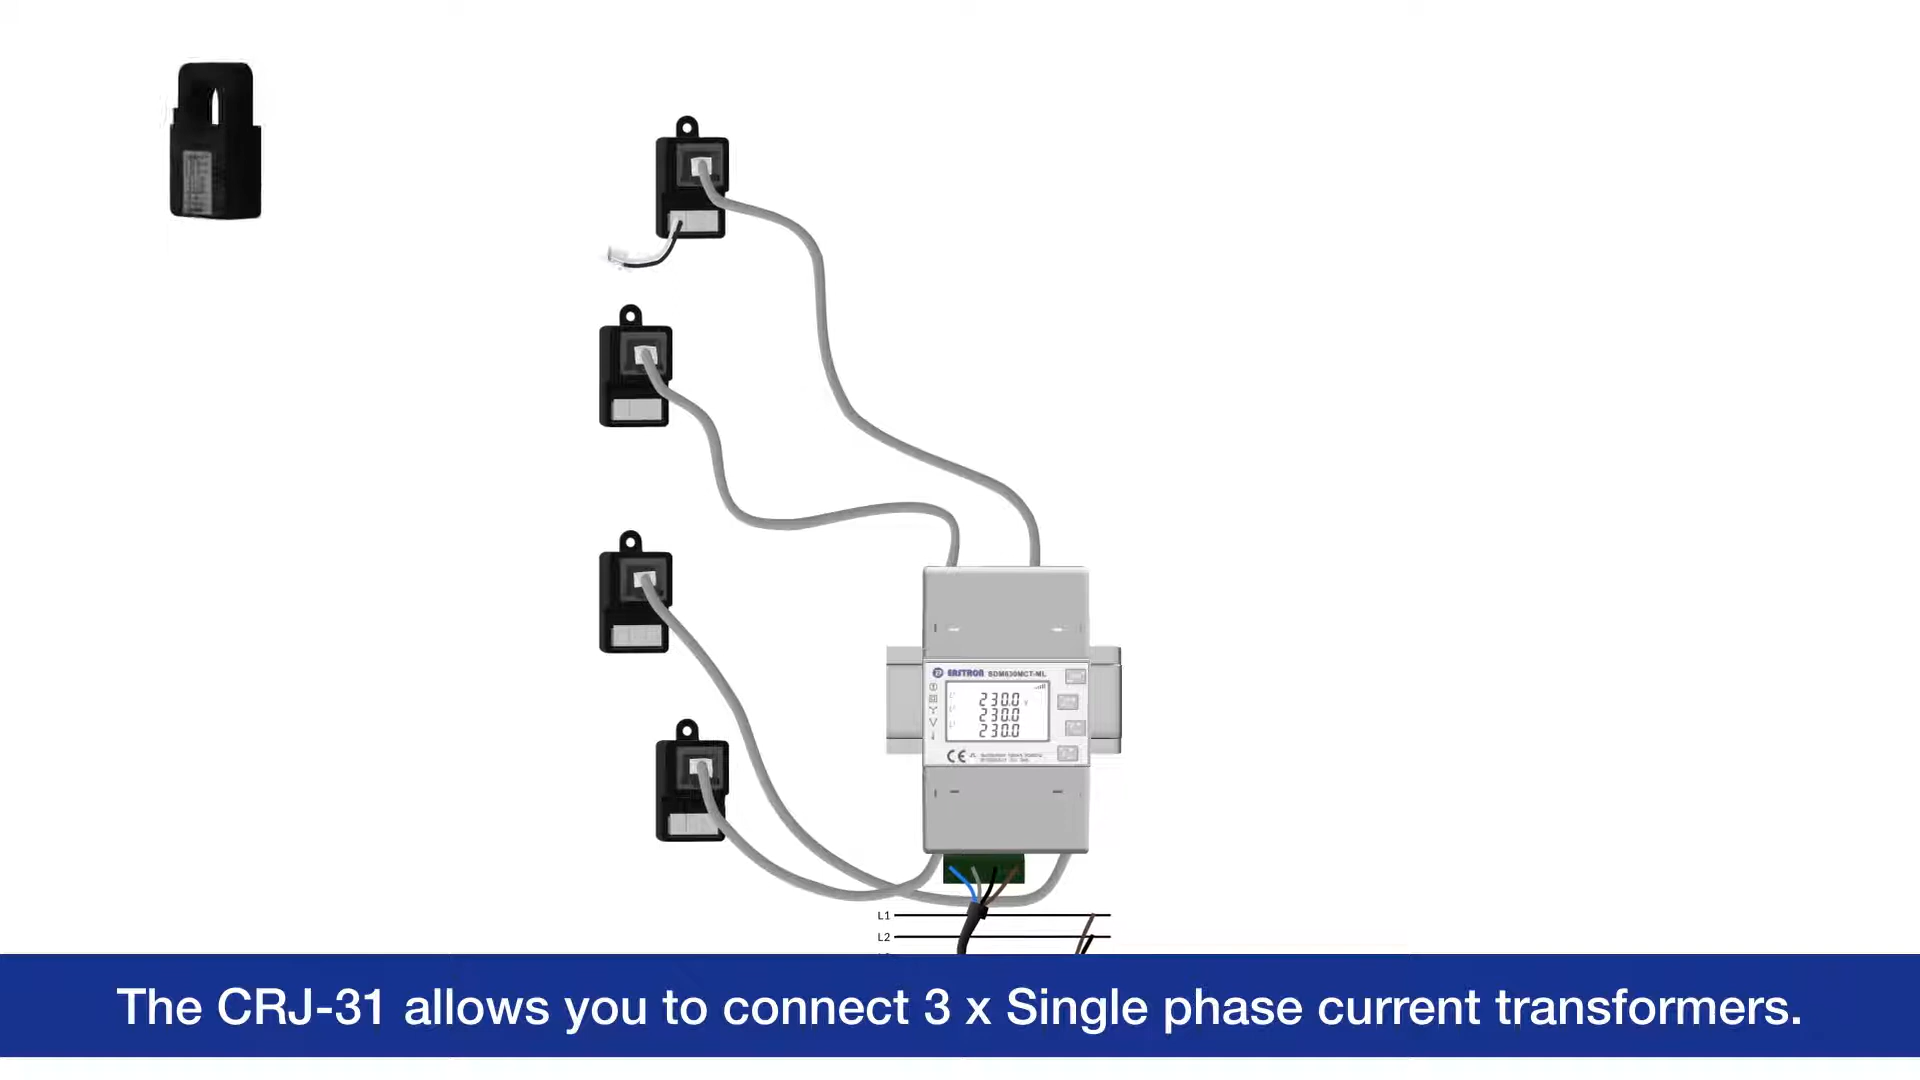 EASTRON SDM630MCT-ML
230.0 V
230.0
230.0
CE
L1
L2
The CRJ-31 allows you to connect 3 x Single phase current transformers.